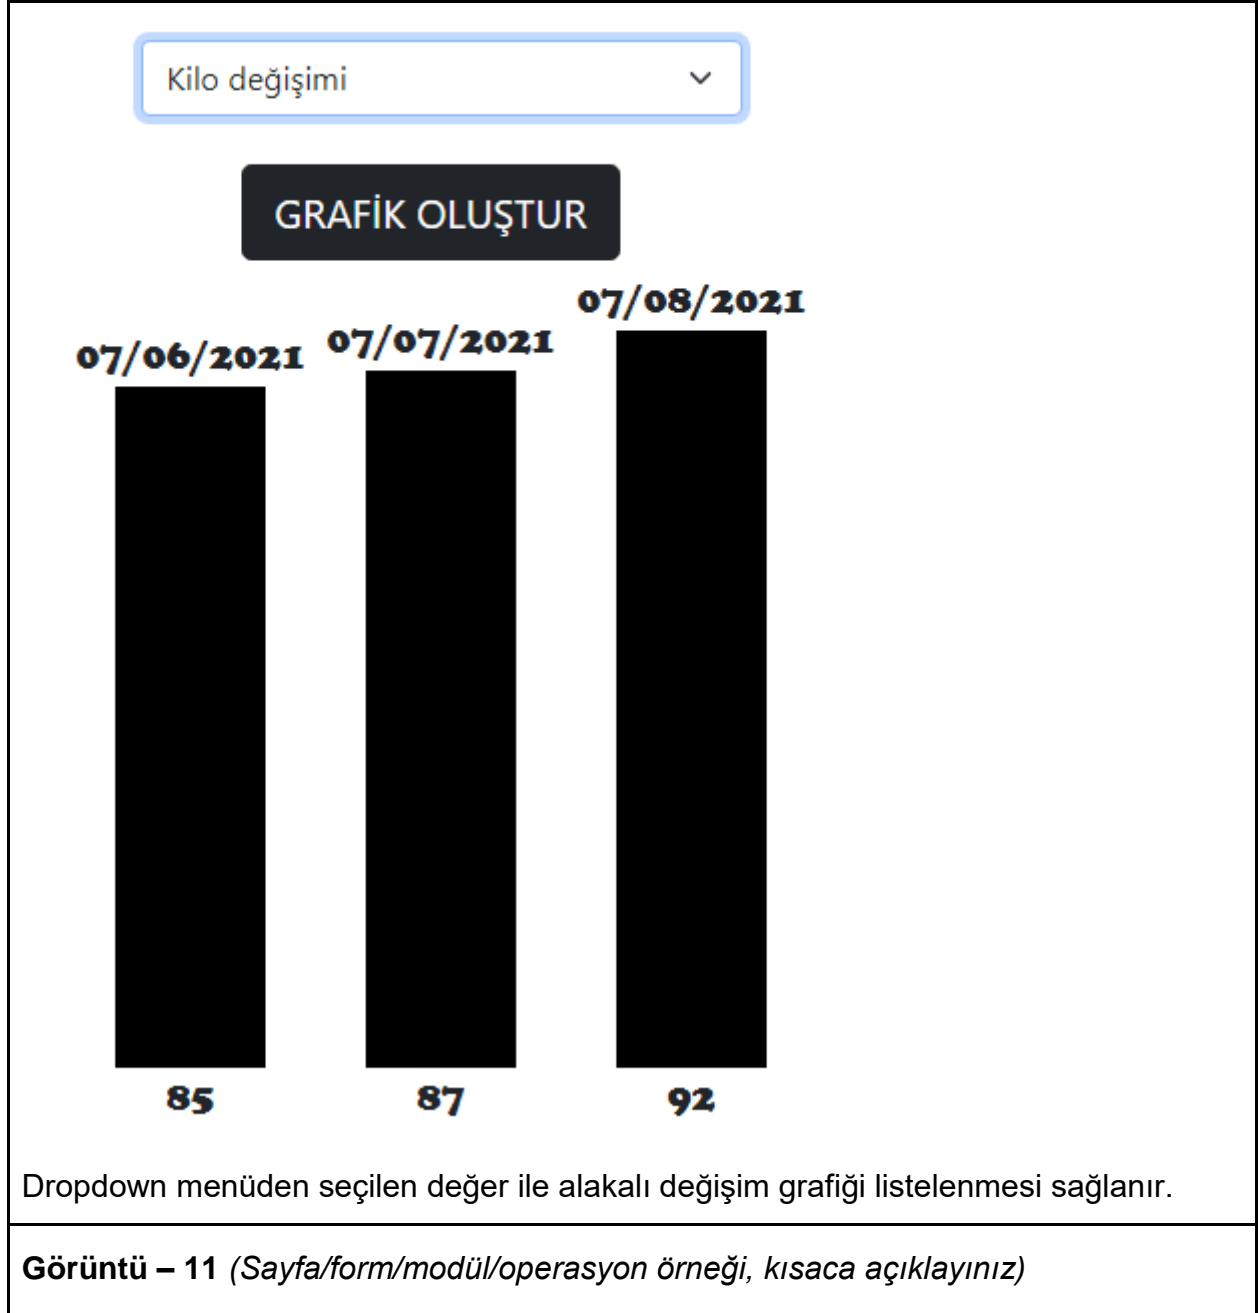 Kilo değişimi
GRAFİK OLUŞTUR
07/06/2021 07/07/2021 07/08/2021
85 87 92
Dropdown menüden seçilen değer ile alakalı değişim grafiği listelenmesi sağlanır.
Görüntü – 11 (Sayfa/form/modül/operasyon örneği, kısaca açıklayınız)